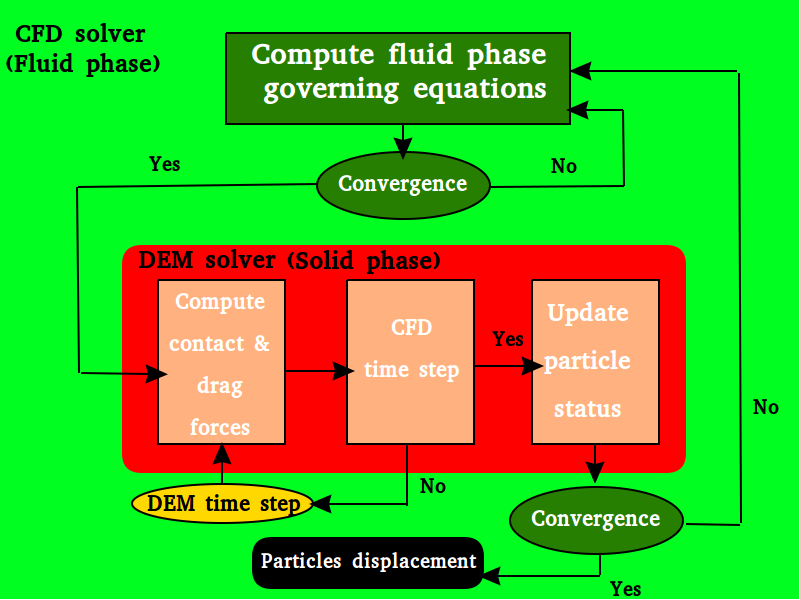 CFD solver
(Fluid phase)
Compute fluid phase
governing equations
Yes
Convergence
No
DEM solver (Solid phase)
Compute
contact &
drag
forces
CFD
time step
Yes
Update
particle
status
No
No
DEM time step
Convergence
Particles displacement
Yes